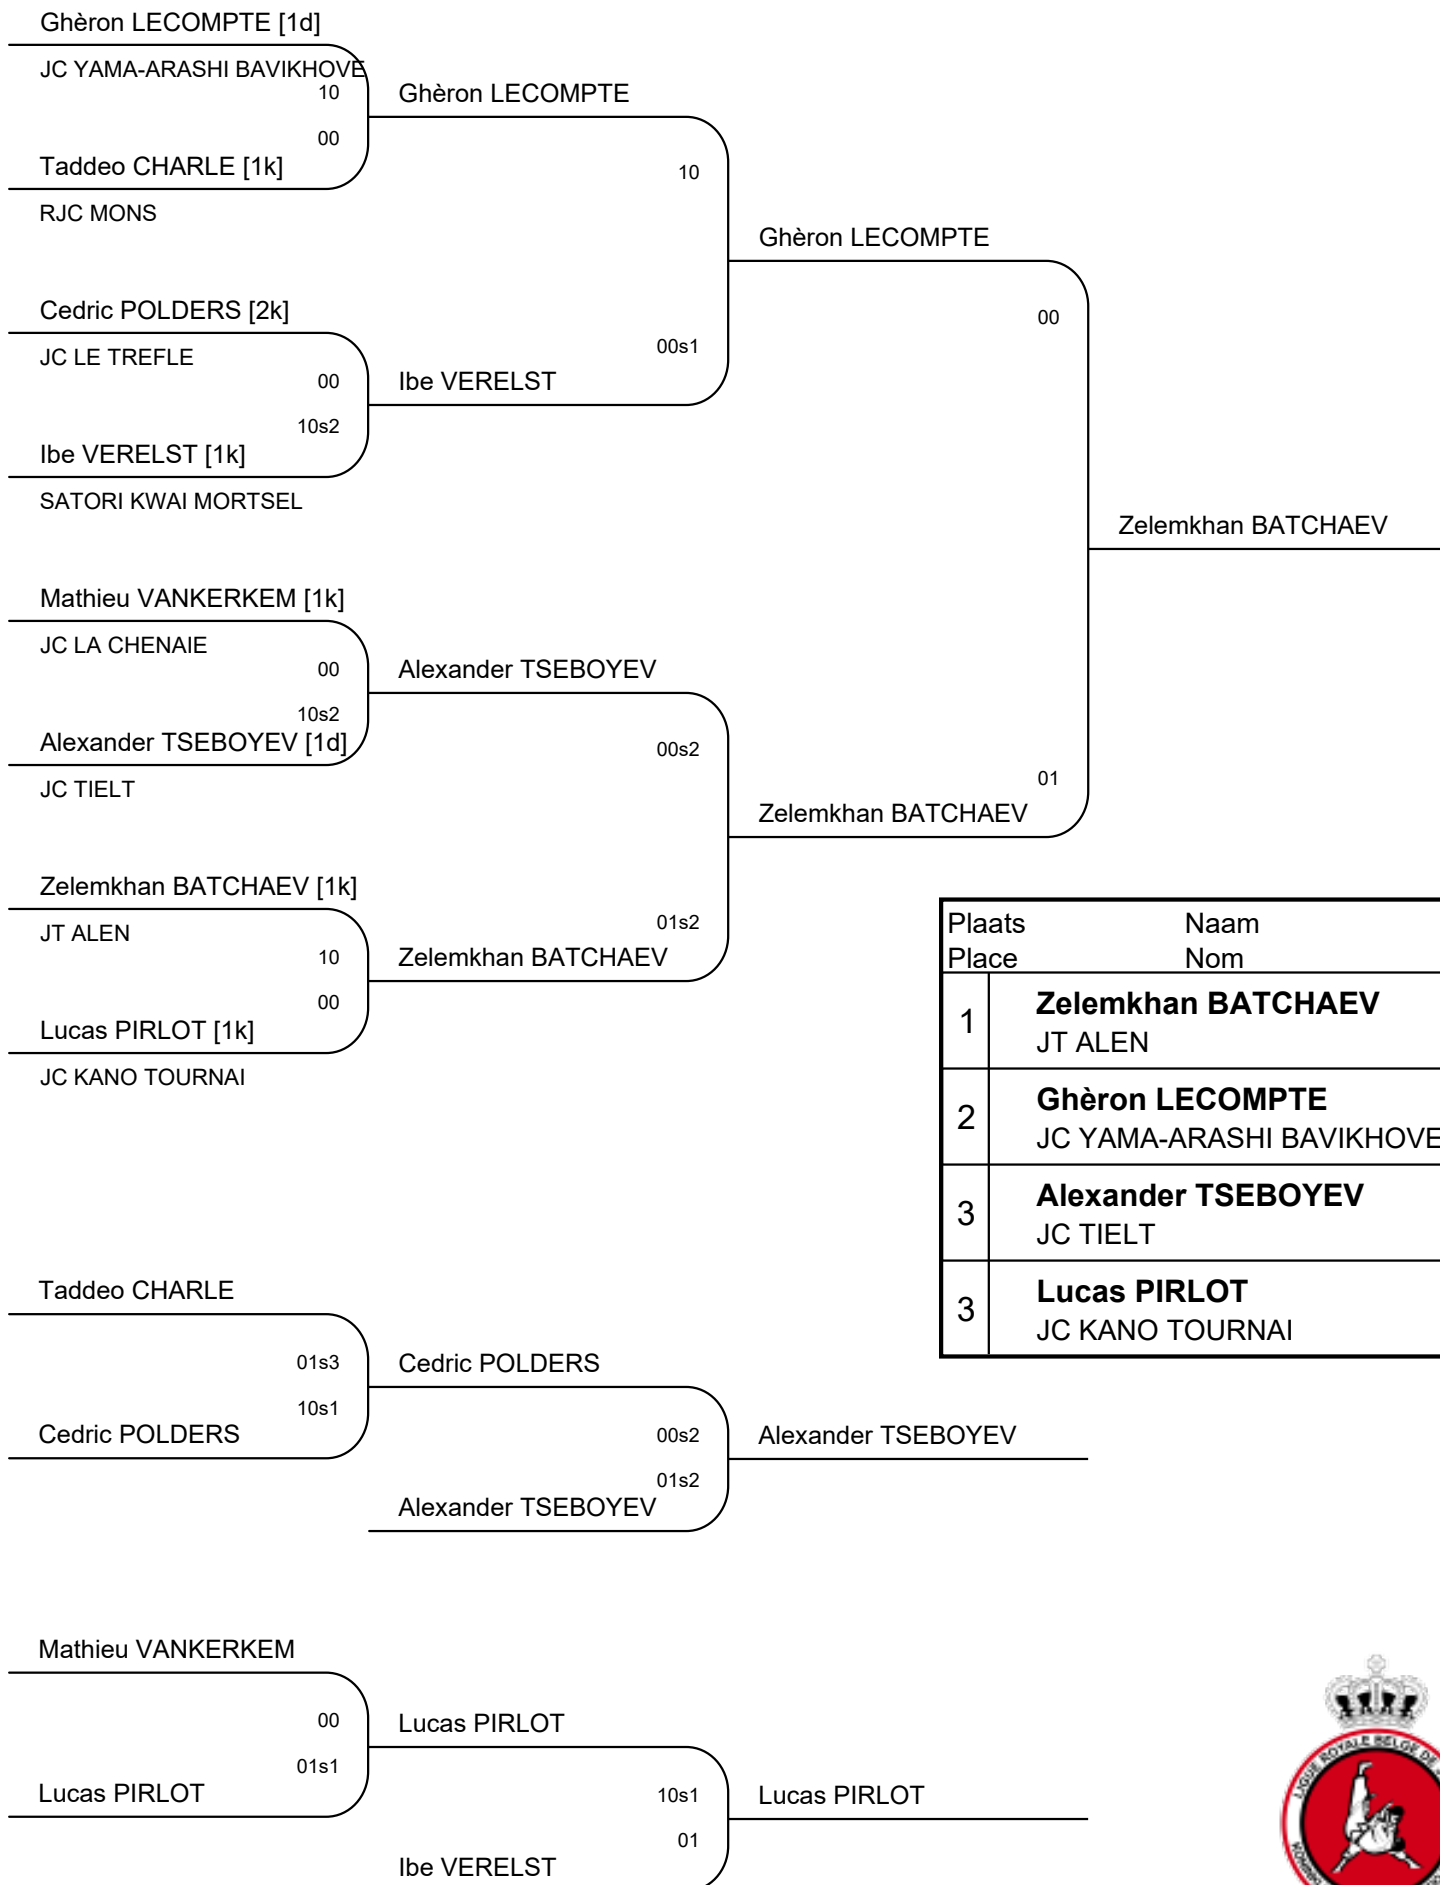 Ghèron LECOMPTE [1d]
JC YAMA-ARASHI BAVIKHOVE
10
00
Taddeo CHARLE [1k]
RJC MONS
Ghèron LECOMPTE
10
Cedric POLDERS [2k]
JC LE TREFLE
00
10s2
Ibe VERELST [1k]
SATORI KWAI MORTSEL
00s1
Ibe VERELST
Ghèron LECOMPTE
00
Mathieu VANKERKEM [1k]
JC LA CHENAIE
00
10s2
Alexander TSEBOYEV [1d]
JC TIELT
Alexander TSEBOYEV
00s2
Zelemkhan BATCHAEV [1k]
JT ALEN
10
00
Lucas PIRLOT [1k]
JC KANO TOURNAI
01s2
Zelemkhan BATCHAEV
01
Zelemkhan BATCHAEV
Zelemkhan BATCHAEV
Plaats Naam
Place Nom
1 Zelemkhan BATCHAEV
JT ALEN
2 Ghèron LECOMPTE
JC YAMA-ARASHI BAVIKHOVE
3 Alexander TSEBOYEV
JC TIELT
3 Lucas PIRLOT
JC KANO TOURNAI
Taddeo CHARLE
01s3
10s1
Cedric POLDERS
Cedric POLDERS
00s2
01s2
Alexander TSEBOYEV
Alexander TSEBOYEV
Mathieu VANKERKEM
00
01s1
Lucas PIRLOT
Lucas PIRLOT
10s1
01
Ibe VERELST
Lucas PIRLOT
LIGUE ROYALE BELGE DE